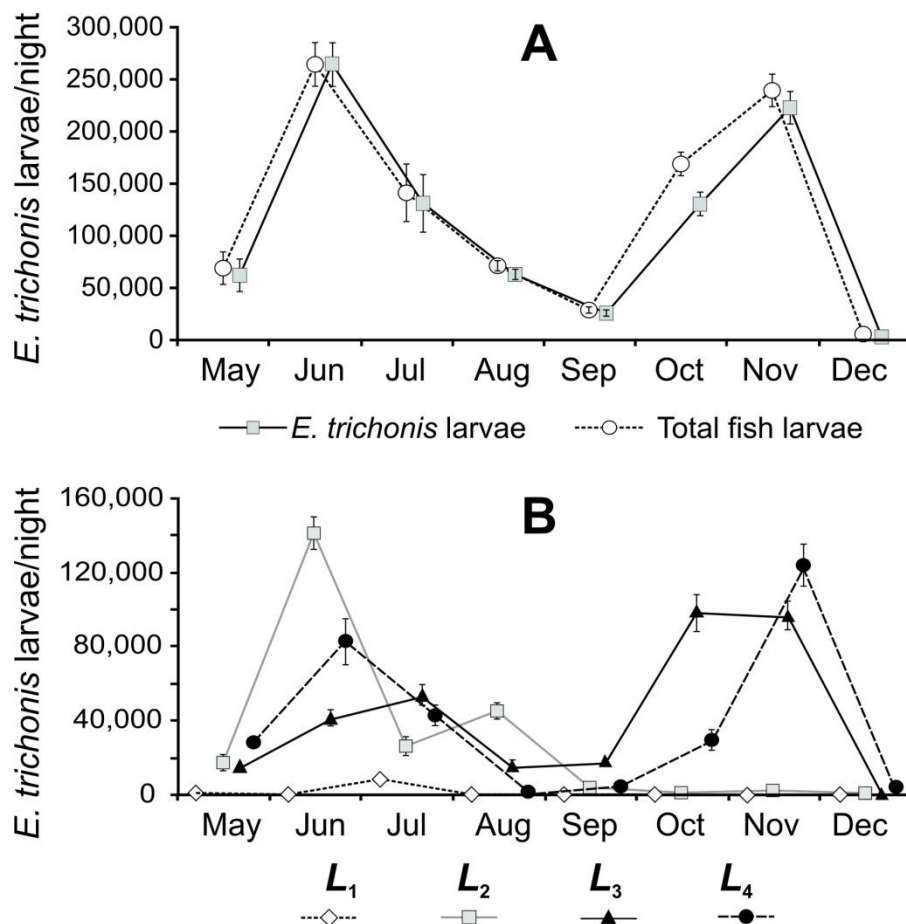 A
E. trichonis larvae/night
300,000
250,000
200,000
150,000
100,000
50,000
0
May Jun Jul Aug Sep Oct Nov Dec
E. trichonis larvae Total fish larvae
B
E. trichonis larvae/night
160,000
120,000
80,000
40,000
0
May Jun Jul Aug Sep Oct Nov Dec
L₁ L₂ L₃ L₄